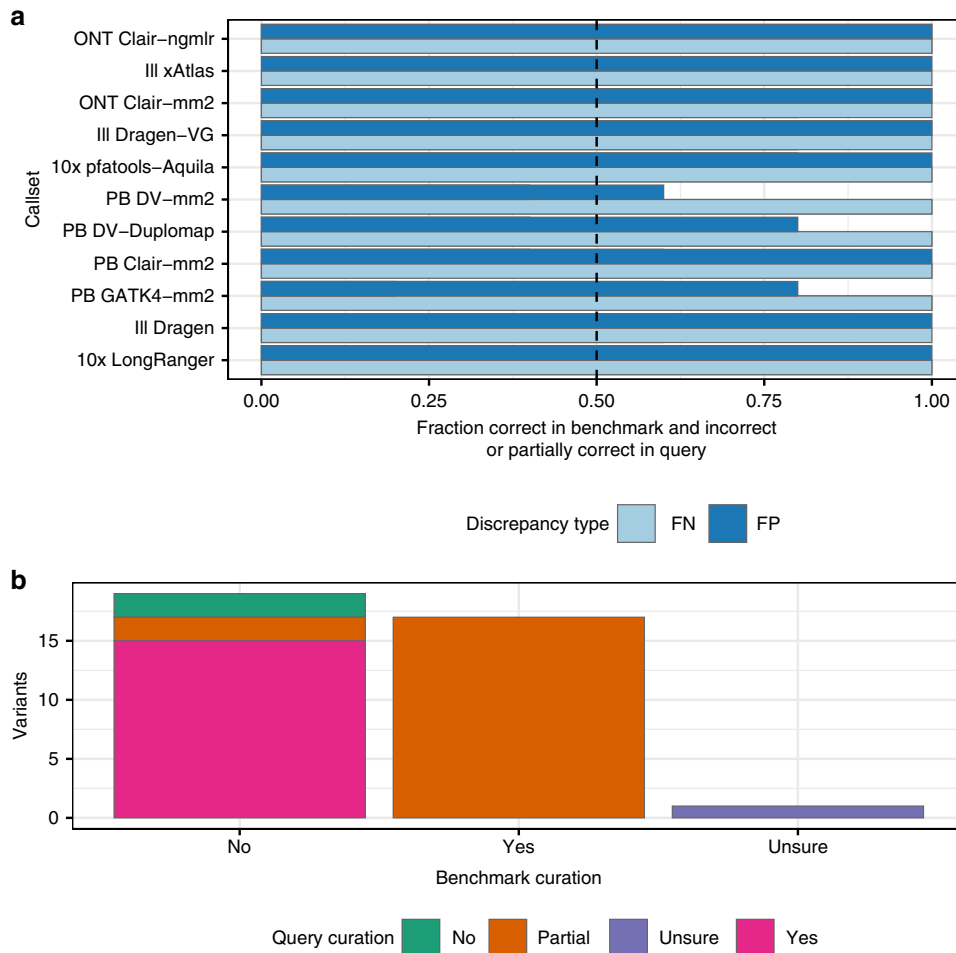 a
Callset
ONT Clair−ngmlr
Ill xAtlas
ONT Clair−mm2
Ill Dragen−VG
10x pfatools−Aquila
PB DV−mm2
PB DV−Duplomap
PB Clair−mm2
PB GATK4−mm2
Ill Dragen
10x LongRanger
0.00 0.25 0.50 0.75 1.00
Fraction correct in benchmark and incorrect
or partially correct in query
Discrepancy type FN FP
b
Variants
15
10
5
0
No Yes Unsure
Benchmark curation
Query curation No Partial Unsure Yes